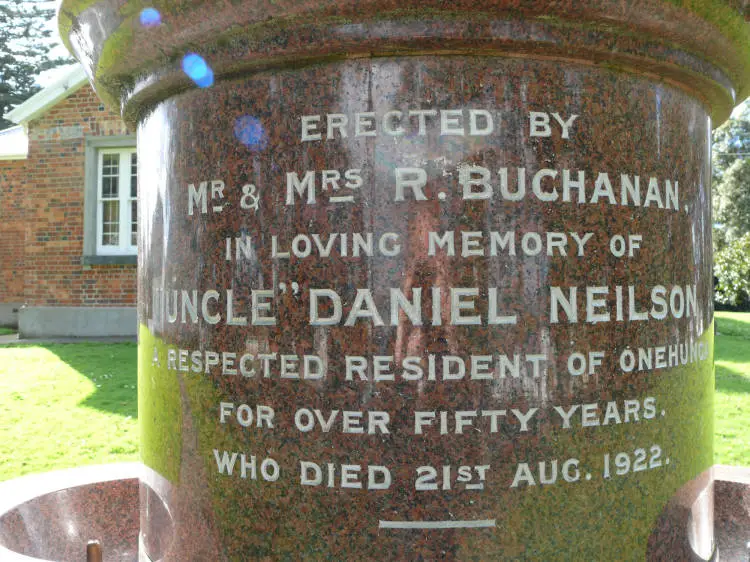 ERECTED BY
MR & MRS R. BUCHANAN.
IN LOVING MEMORY OF
"UNCLE" DANIEL NEILSON
A RESPECTED RESIDENT OF ONEHUN
FOR OVER FIFTY YEARS.
WHO DIED 21ST AUG. 1922.